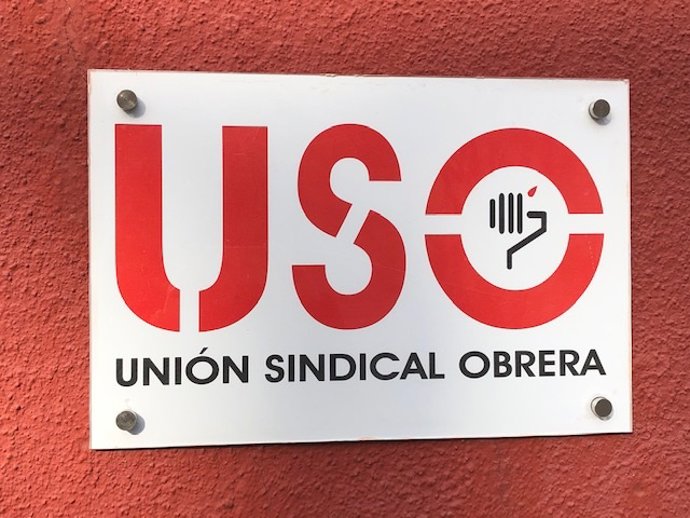 USO
UNIÓN SINDICAL OBRERA